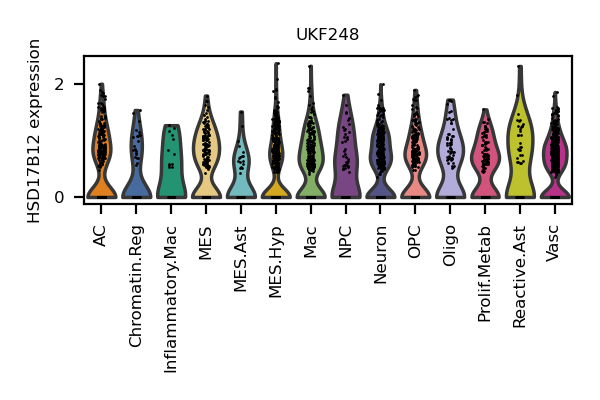 UKF248
HSD17B12 expression
2
0
AC
Chromatin.Reg
Inflammatory.Mac
MES
MES.Ast
MES.Hyp
Mac
NPC
Neuron
OPC
Oligo
Prolif.Metab
Reactive.Ast
Vasc